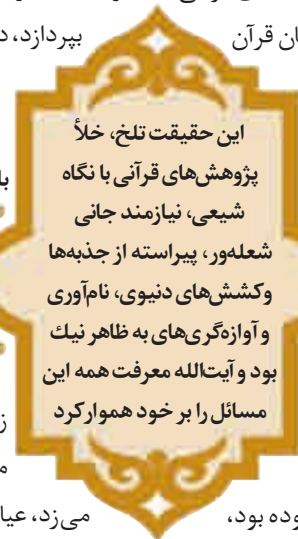 بپردازد، د
ان قرآن
این حقیقت تلخ، خلأ
پژوهش‌های قرآنی با نگاه
شیعی، نیازمند جانی
شعله‌ور، پیراسته از جذبه‌ها
وکشش‌های دنیوی، نام‌آوری
و آوازه‌گری‌های به ظاهر نیك
بود و آیت‌الله معرفت همه این
مسائل را بر خود هموار کرد
وده بود،
می‌زد، عیا